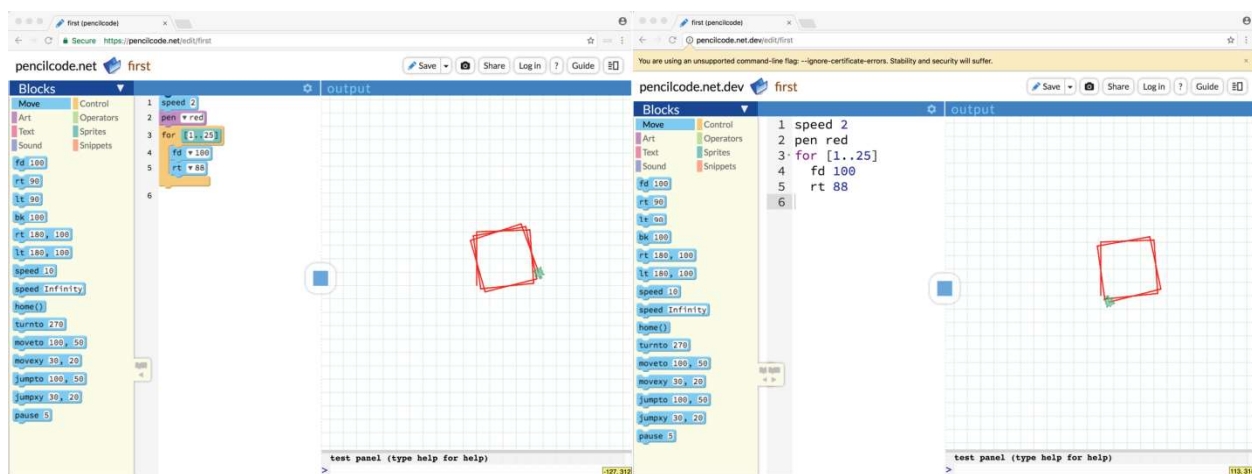 first (pencilcode)
Secure https://pencilcode.net/edit/first
pencilcode.net first
Save Share Log in ? Guide
Blocks
output
Move Control
Art Operators
Text Sprites
Sound Snippets
fd 100
rt 90
lt 90
bk 100
rt 180, 100
lt 180, 100
speed 10
speed Infinity
home()
turnto 270
moveto 100, 50
movexy 30, 20
jumpto 100, 50
jumpxy 30, 20
pause 5
1 speed 2
2 pen red
3 for [1..25]
4 fd 100
5 rt 88
6
test panel (type help for help)
>
-127, 312
first (pencilcode)
pencilcode.net.dev/edit/first
You are using an unsupported command-line flag: --ignore-certificate-errors. Stability and security will suffer.
pencilcode.net.dev first
Save Share Log in ? Guide
Blocks
output
Move Control
Art Operators
Text Sprites
Sound Snippets
fd 100
rt 90
lt 90
bk 100
rt 180, 100
lt 180, 100
speed 10
speed Infinity
home()
turnto 270
moveto 100, 50
movexy 30, 20
jumpto 100, 50
jumpxy 30, 20
pause 5
1 speed 2
2 pen red
3 for [1..25]
4 fd 100
5 rt 88
6
test panel (type help for help)
>